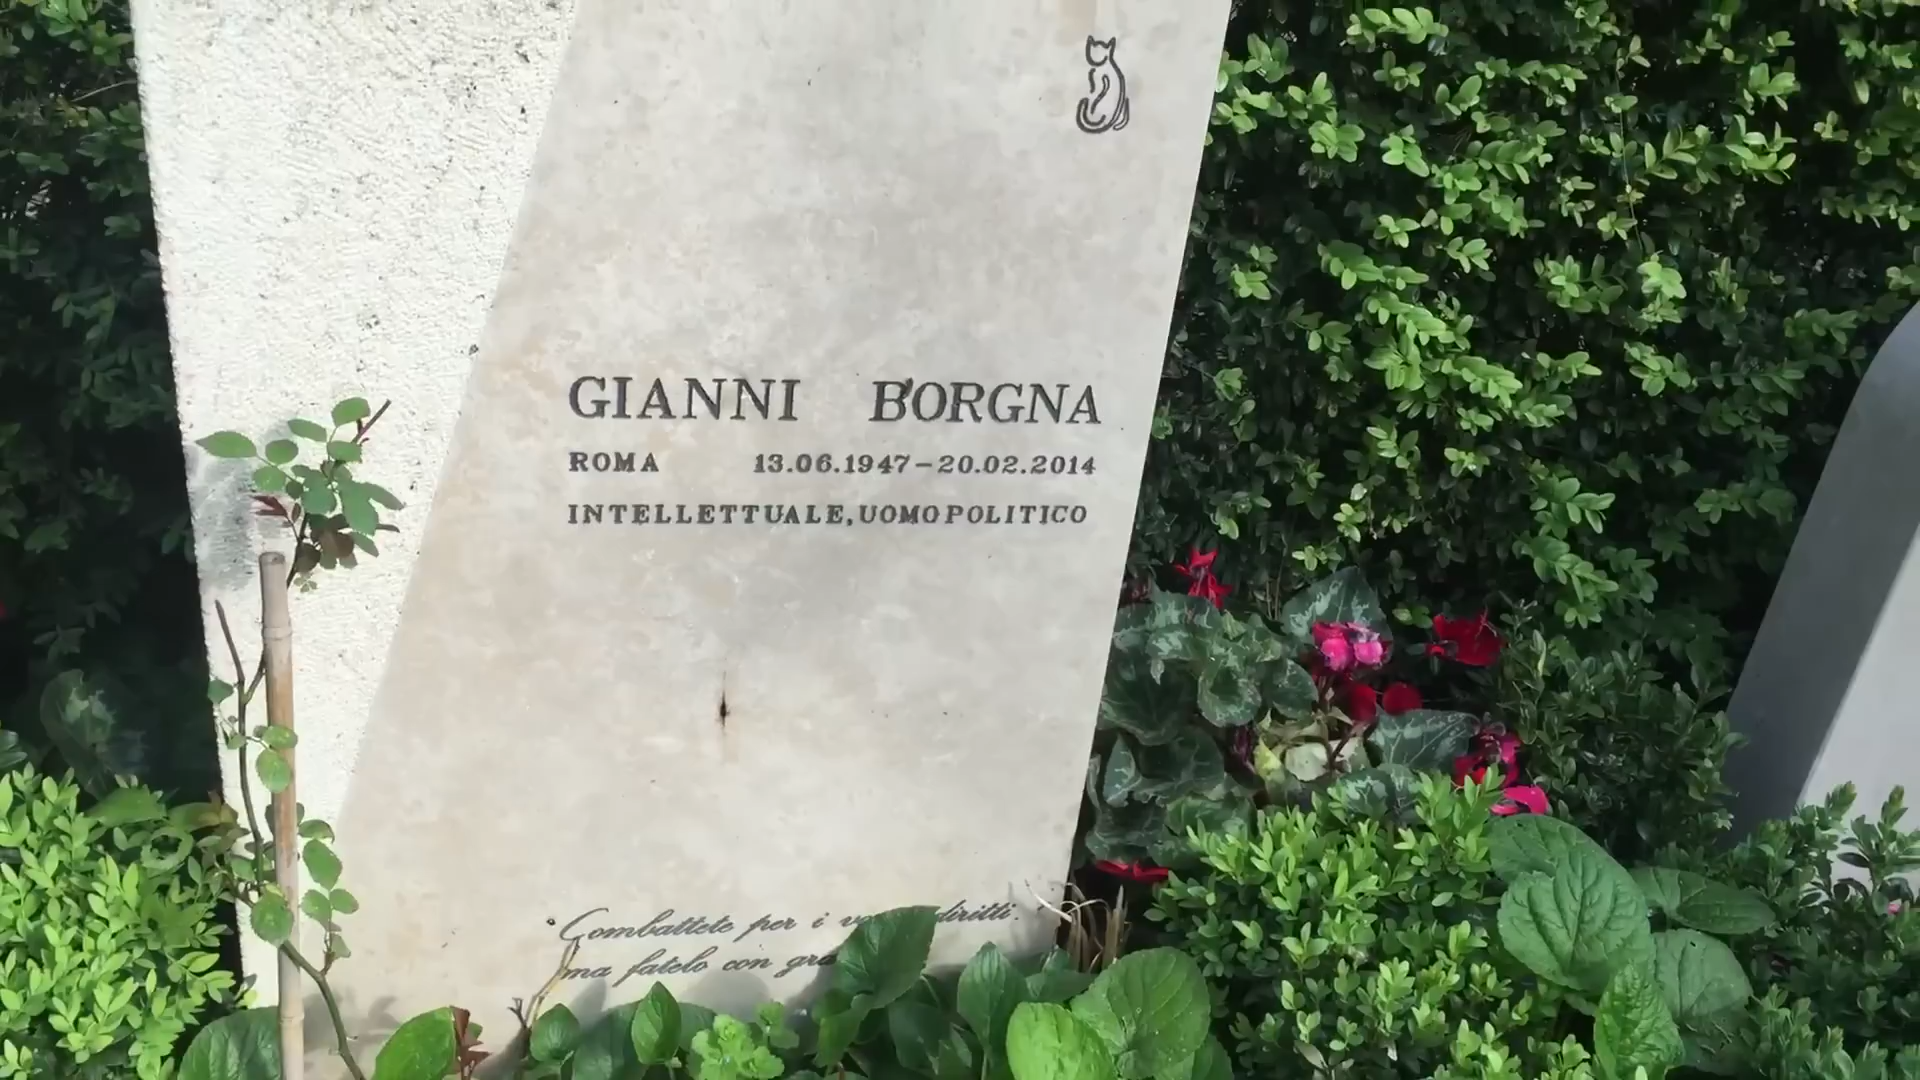 GIANNI BORGNA
ROMA 13.06.1947-20.02.2014
INTELLETTUALE, UOMO POLITICO
Combattete per i diritti.
ma fatelo con